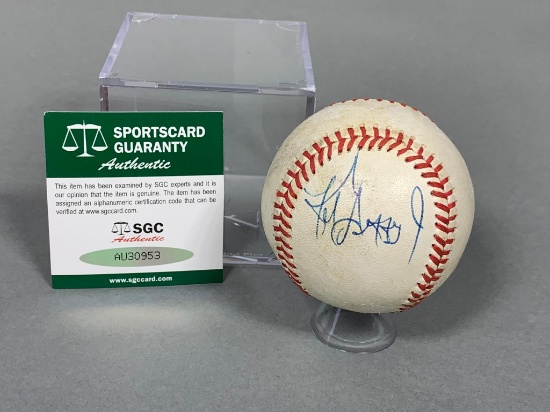 SPORTSCARD
GUARANTY
Authentic
This item has been examined by SGC experts and it is
our opinion that the item is genuine. The item has been
assigned an alphanumeric certification code that can be
verified at www.sgccard.com.
SGC
Authentic
AU30953
www.sgccard.com